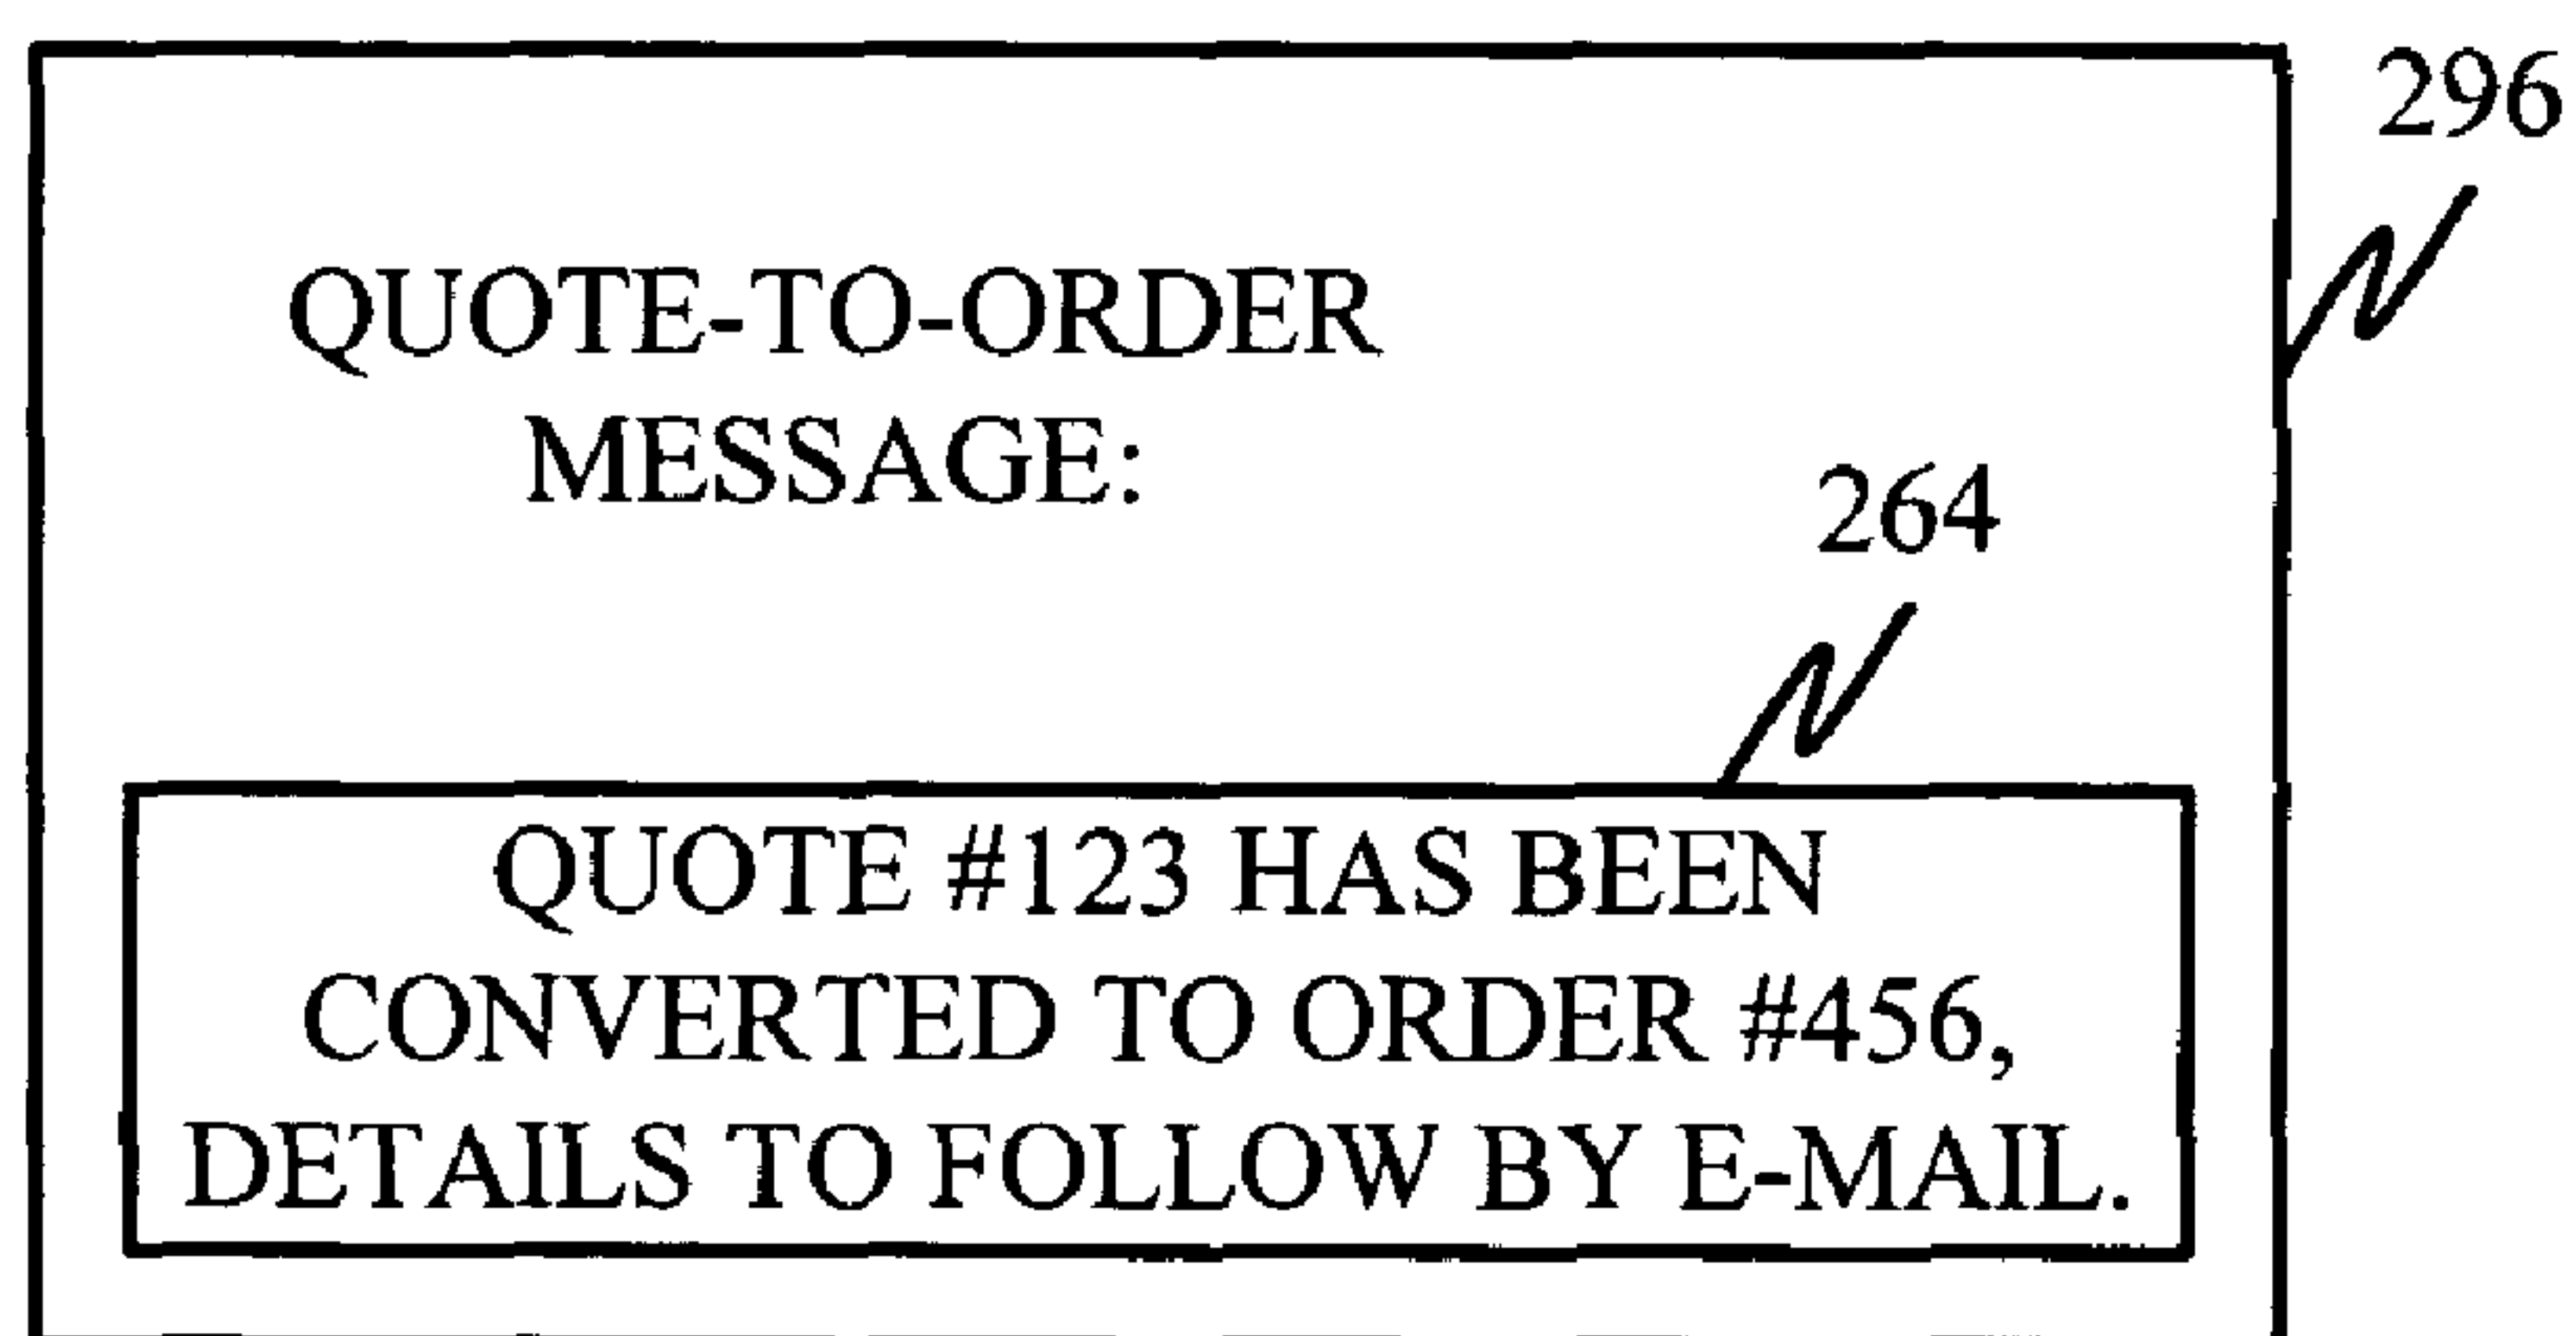 296
QUOTE-TO-ORDER
MESSAGE:
264
QUOTE #123 HAS BEEN
CONVERTED TO ORDER #456,
DETAILS TO FOLLOW BY E-MAIL.